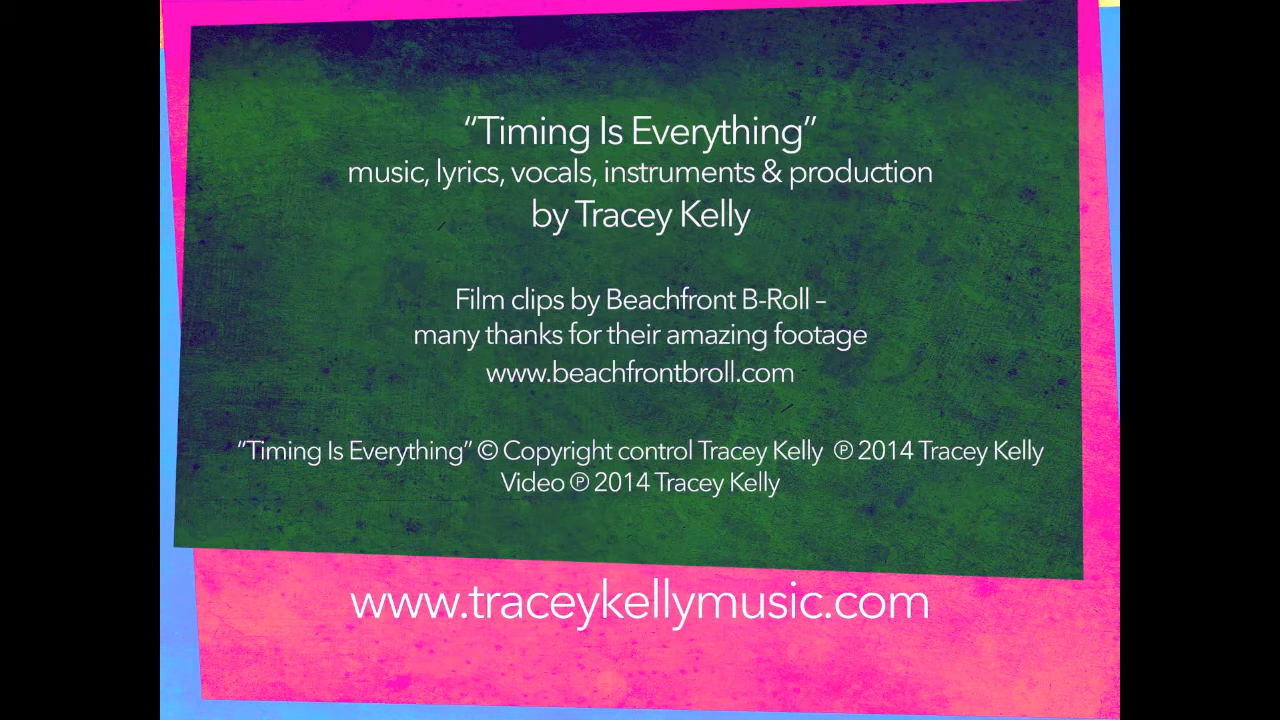 “Timing Is Everything”
music, lyrics, vocals, instruments & production
by Tracey Kelly
Film clips by Beachfront B-Roll –
many thanks for their amazing footage
www.beachfrontbroll.com
“Timing Is Everything” © Copyright control Tracey Kelly ℗ 2014 Tracey Kelly
Video ℗ 2014 Tracey Kelly
www.traceykellymusic.com